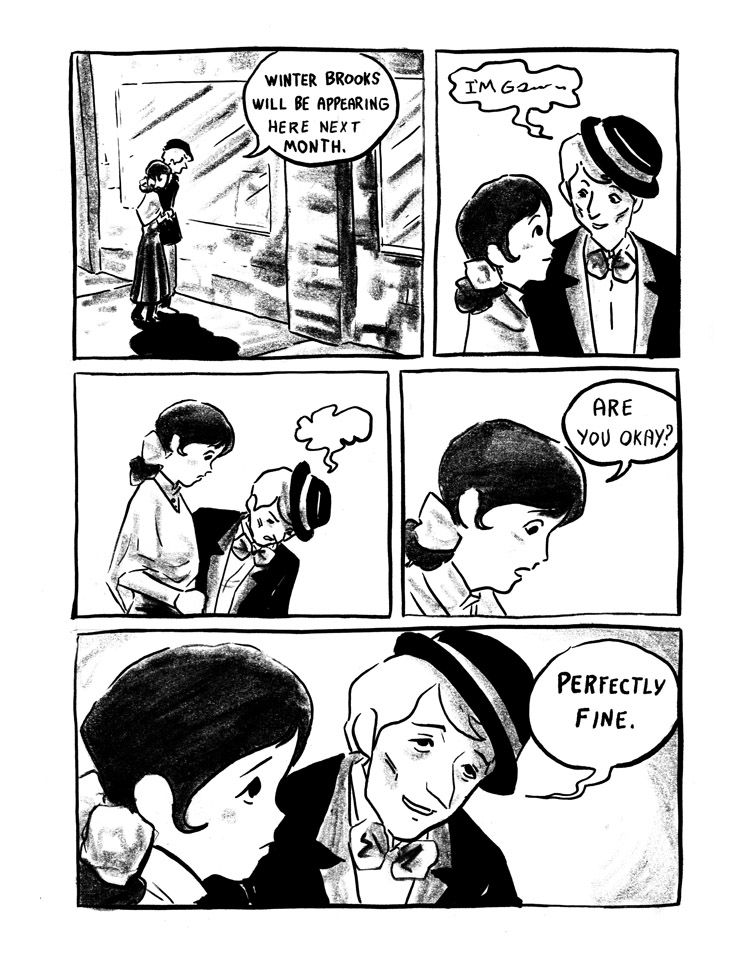 WINTER BROOKS
WILL BE APPEARING
HERE NEXT
MONTH.
I'M
ARE
YOU OKAY?
PERFECTLY
FINE.